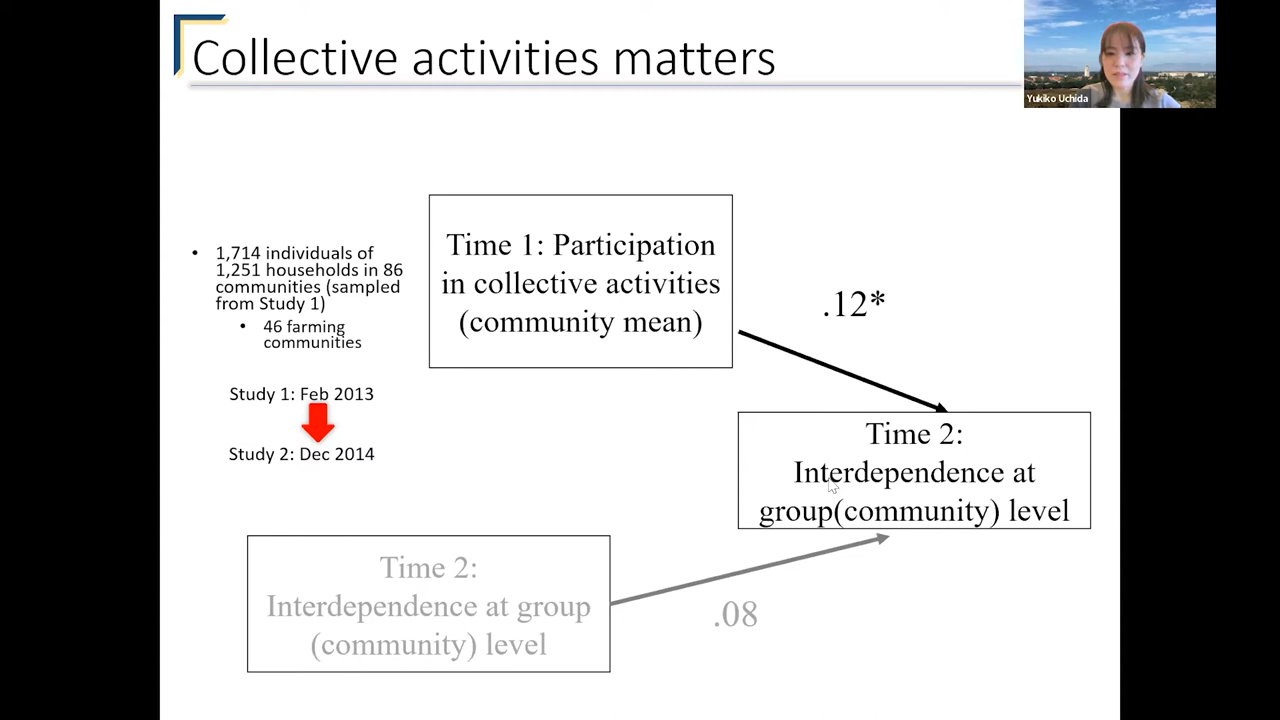 Collective activities matters
Yukiko Uchida
• 1,714 individuals of
1,251 households in 86
communities (sampled
from Study 1)
• 46 farming
communities
Study 1: Feb 2013
Study 2: Dec 2014
Time 1: Participation
in collective activities
(community mean)
.12*
Time 2:
Interdependence at
group(community) level
Time 2:
Interdependence at group
(community) level
.08